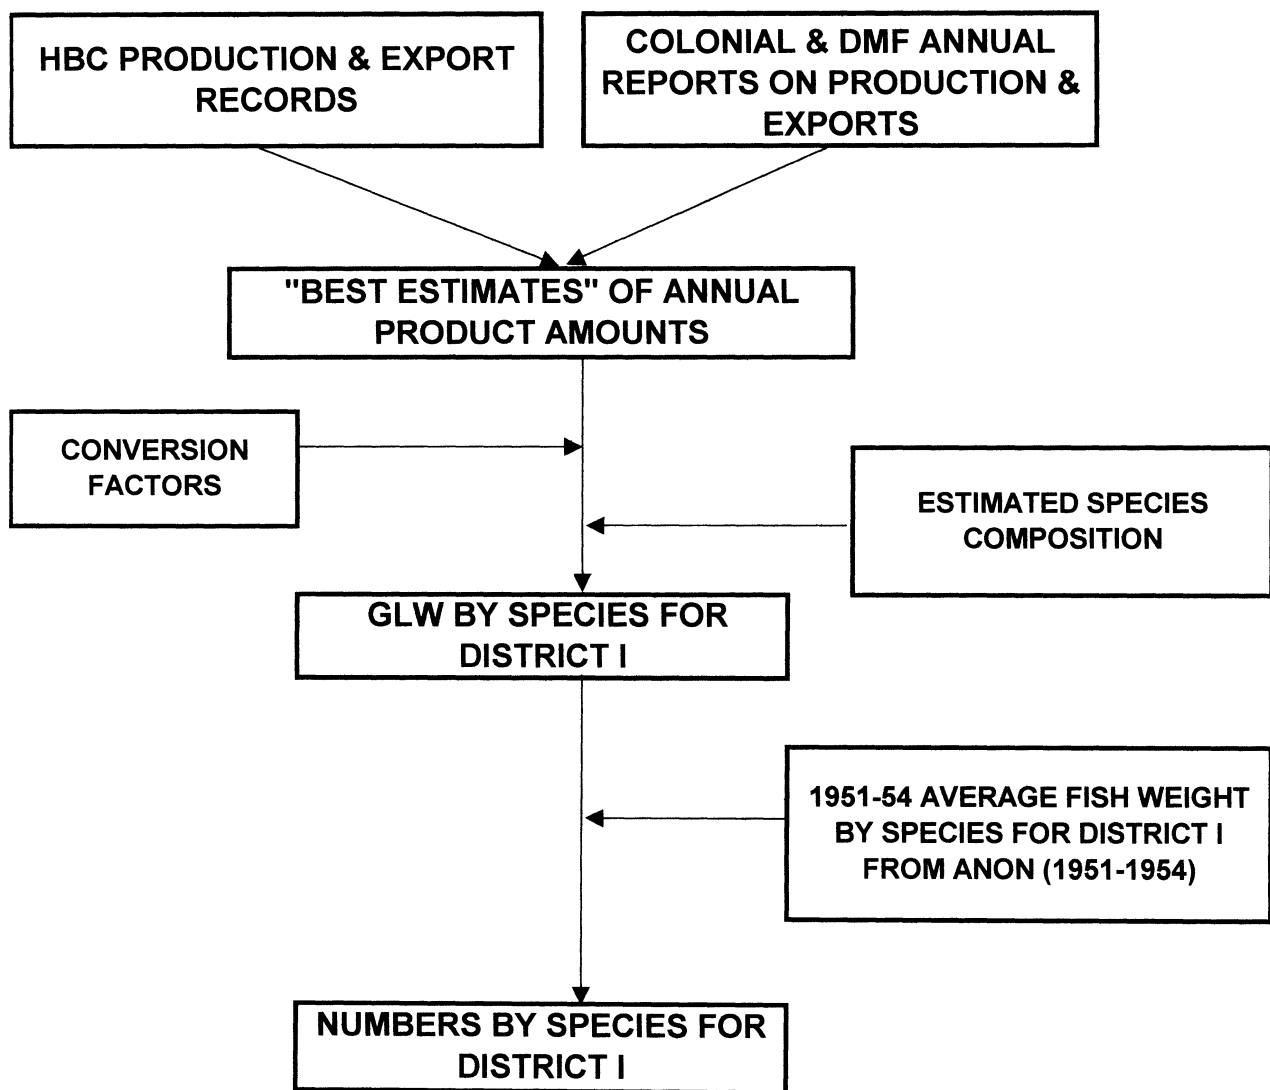 HBC PRODUCTION & EXPORT
RECORDS
COLONIAL & DMF ANNUAL
REPORTS ON PRODUCTION &
EXPORTS
"BEST ESTIMATES" OF ANNUAL
PRODUCT AMOUNTS
CONVERSION
FACTORS
ESTIMATED SPECIES
COMPOSITION
GLW BY SPECIES FOR
DISTRICT I
1951-54 AVERAGE FISH WEIGHT
BY SPECIES FOR DISTRICT I
FROM ANON (1951-1954)
NUMBERS BY SPECIES FOR
DISTRICT I